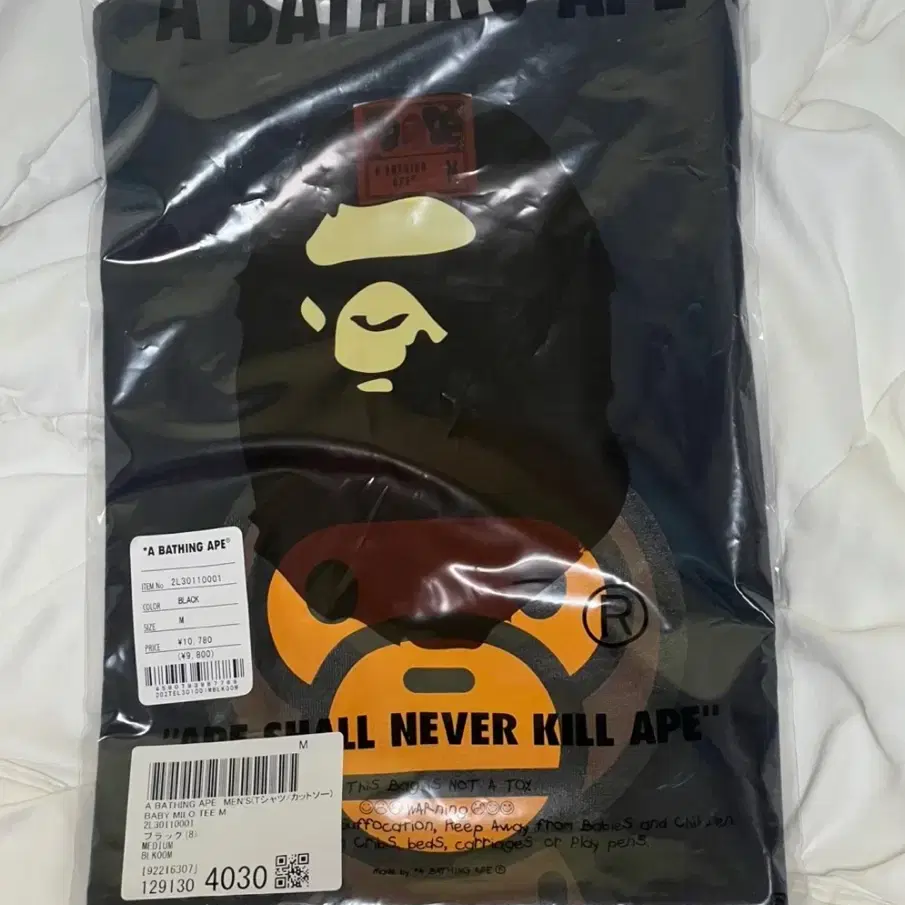 A BATHING APE
A BATHING
APE®
M
"A BATHING APE®
ITEM No. 2L30110001
COLOR BLACK
SIZE M
PRICE ¥10,780
(¥9,800)
®
"APE SHALL NEVER KILL APE"
M
A BATHING APE MEN'S(Tシャツ/カットソー)
BABY MILO TEE M
2L30110001
ブラック(B)
MEDIUM
BLK00M
[92216307]
129130 4030
This Bag is NOT A TOY.
WARNING
Suffocation, Keep Away from Babies and Children
Cribs, beds, carriages or Play pens.
made by "A BATHING APE®